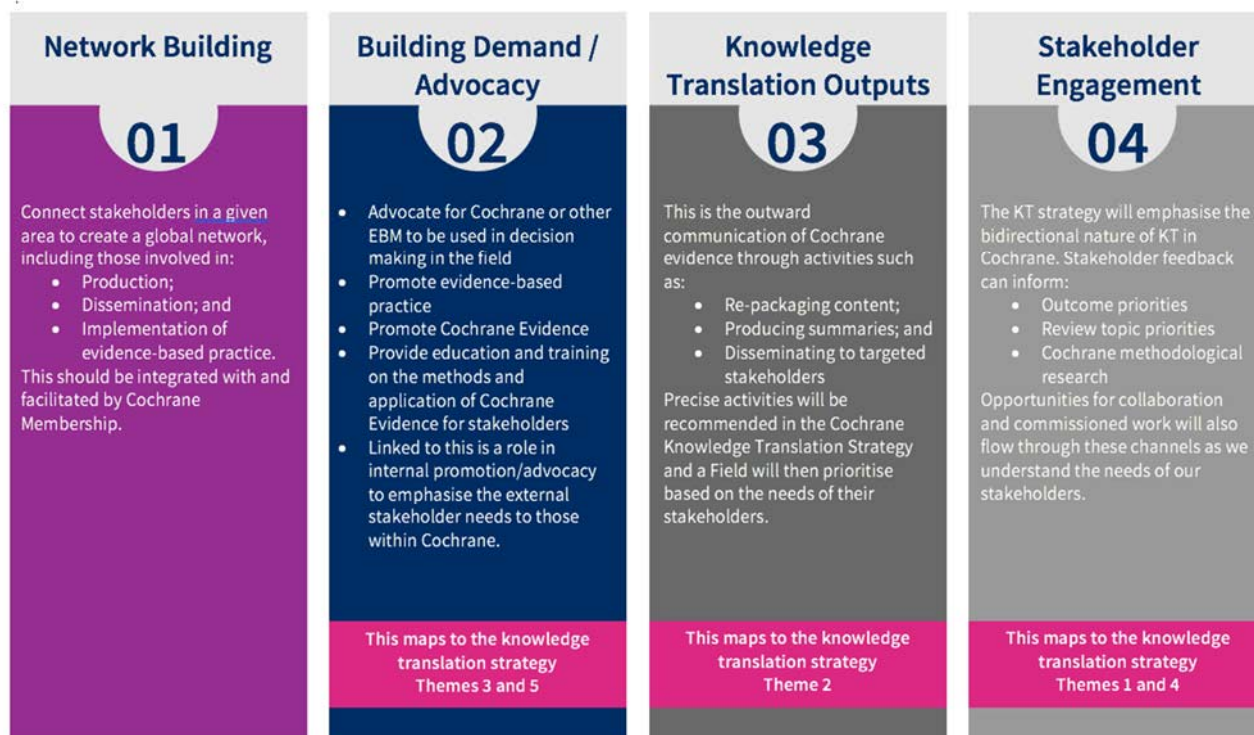 Network Building
01
Connect stakeholders in a given
area to create a global network,
including those involved in:
• Production;
• Dissemination; and
• Implementation of
evidence-based practice.
This should be integrated with and
facilitated by Cochrane
Membership.
Building Demand /
Advocacy
02
• Advocate for Cochrane or other
EBM to be used in decision
making in the field
• Promote evidence-based
practice
• Promote Cochrane Evidence
• Provide education and training
on the methods and
application of Cochrane
Evidence for stakeholders
• Linked to this is a role in
internal promotion/advocacy
to emphasise the external
stakeholder needs to those
within Cochrane.
This maps to the knowledge
translation strategy
Themes 3 and 5
Knowledge
Translation Outputs
03
This is the outward
communication of Cochrane
evidence through activities such
as:
• Re-packaging content;
• Producing summaries; and
• Disseminating to targeted
stakeholders
Precise activities will be
recommended in the Cochrane
Knowledge Translation Strategy
and a Field will then prioritise
based on the needs of their
stakeholders.
This maps to the knowledge
translation strategy
Theme 2
Stakeholder
Engagement
04
The KT strategy will emphasise the
bidirectional nature of KT in
Cochrane. Stakeholder feedback
can inform:
• Outcome priorities
• Review topic priorities
• Cochrane methodological
research
Opportunities for collaboration
and commissioned work will also
flow through these channels as we
understand the needs of our
stakeholders.
This maps to the knowledge
translation strategy
Themes 1 and 4